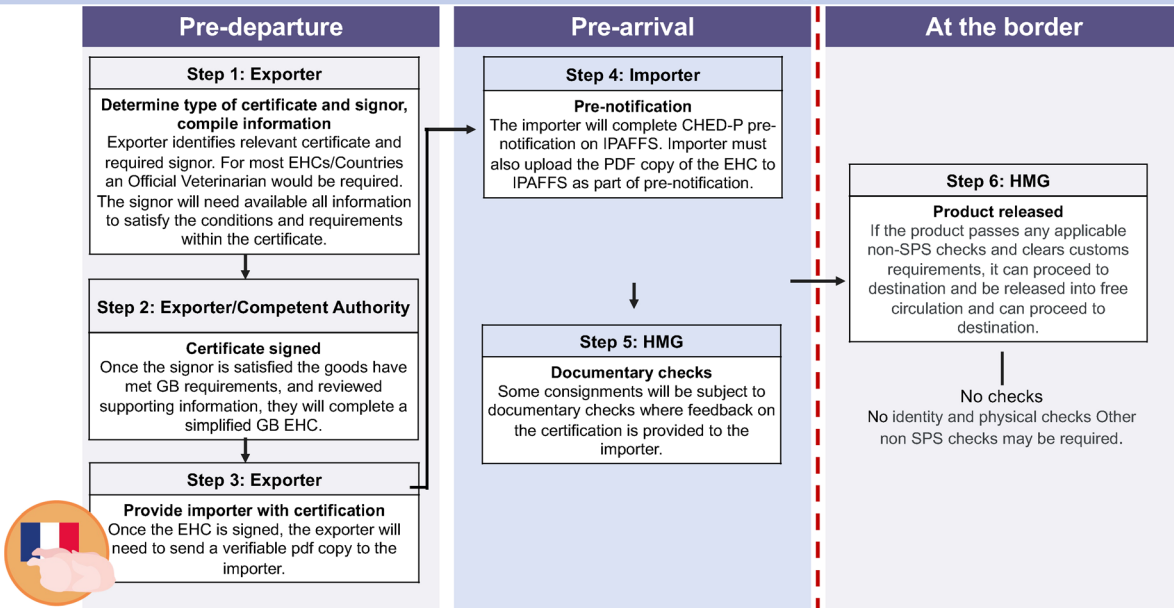 Pre-departure
Step 1: Exporter
Determine type of certificate and signor,
compile information
Exporter identifies relevant certificate and
required signor. For most EHCs/Countries
an Official Veterinarian would be required.
The signor will need available all information
to satisfy the conditions and requirements
within the certificate.
Step 2: Exporter/Competent Authority
Certificate signed
Once the signor is satisfied the goods have
met GB requirements, and reviewed
supporting information, they will complete a
simplified GB EHC.
Step 3: Exporter
Provide importer with certification
Once the EHC is signed, the exporter will
need to send a verifiable pdf copy to the
importer.
Pre-arrival
Step 4: Importer
Pre-notification
The importer will complete CHED-P pre-
notification on IPAFFS. Importer must
also upload the PDF copy of the EHC to
IPAFFS as part of pre-notification.
Step 5: HMG
Documentary checks
Some consignments will be subject to
documentary checks where feedback on
the certification is provided to the
importer.
At the border
Step 6: HMG
Product released
If the product passes any applicable
non-SPS checks and clears customs
requirements, it can proceed to
destination and be released into free
circulation and can proceed to
destination.
No checks
No identity and physical checks Other
non SPS checks may be required.